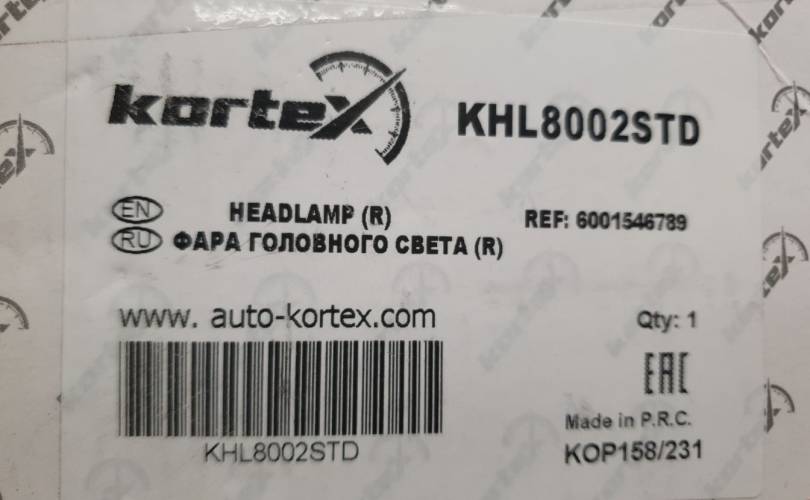 kortex
KHL8002STD
EN HEADLAMP (R)
REF: 6001546789
RU ФАРА ГОЛОВНОГО СВЕТА (R)
www. auto-kortex.com
Qty: 1
EAC
Made in P.R.C.
KHL8002STD
KOP158/231